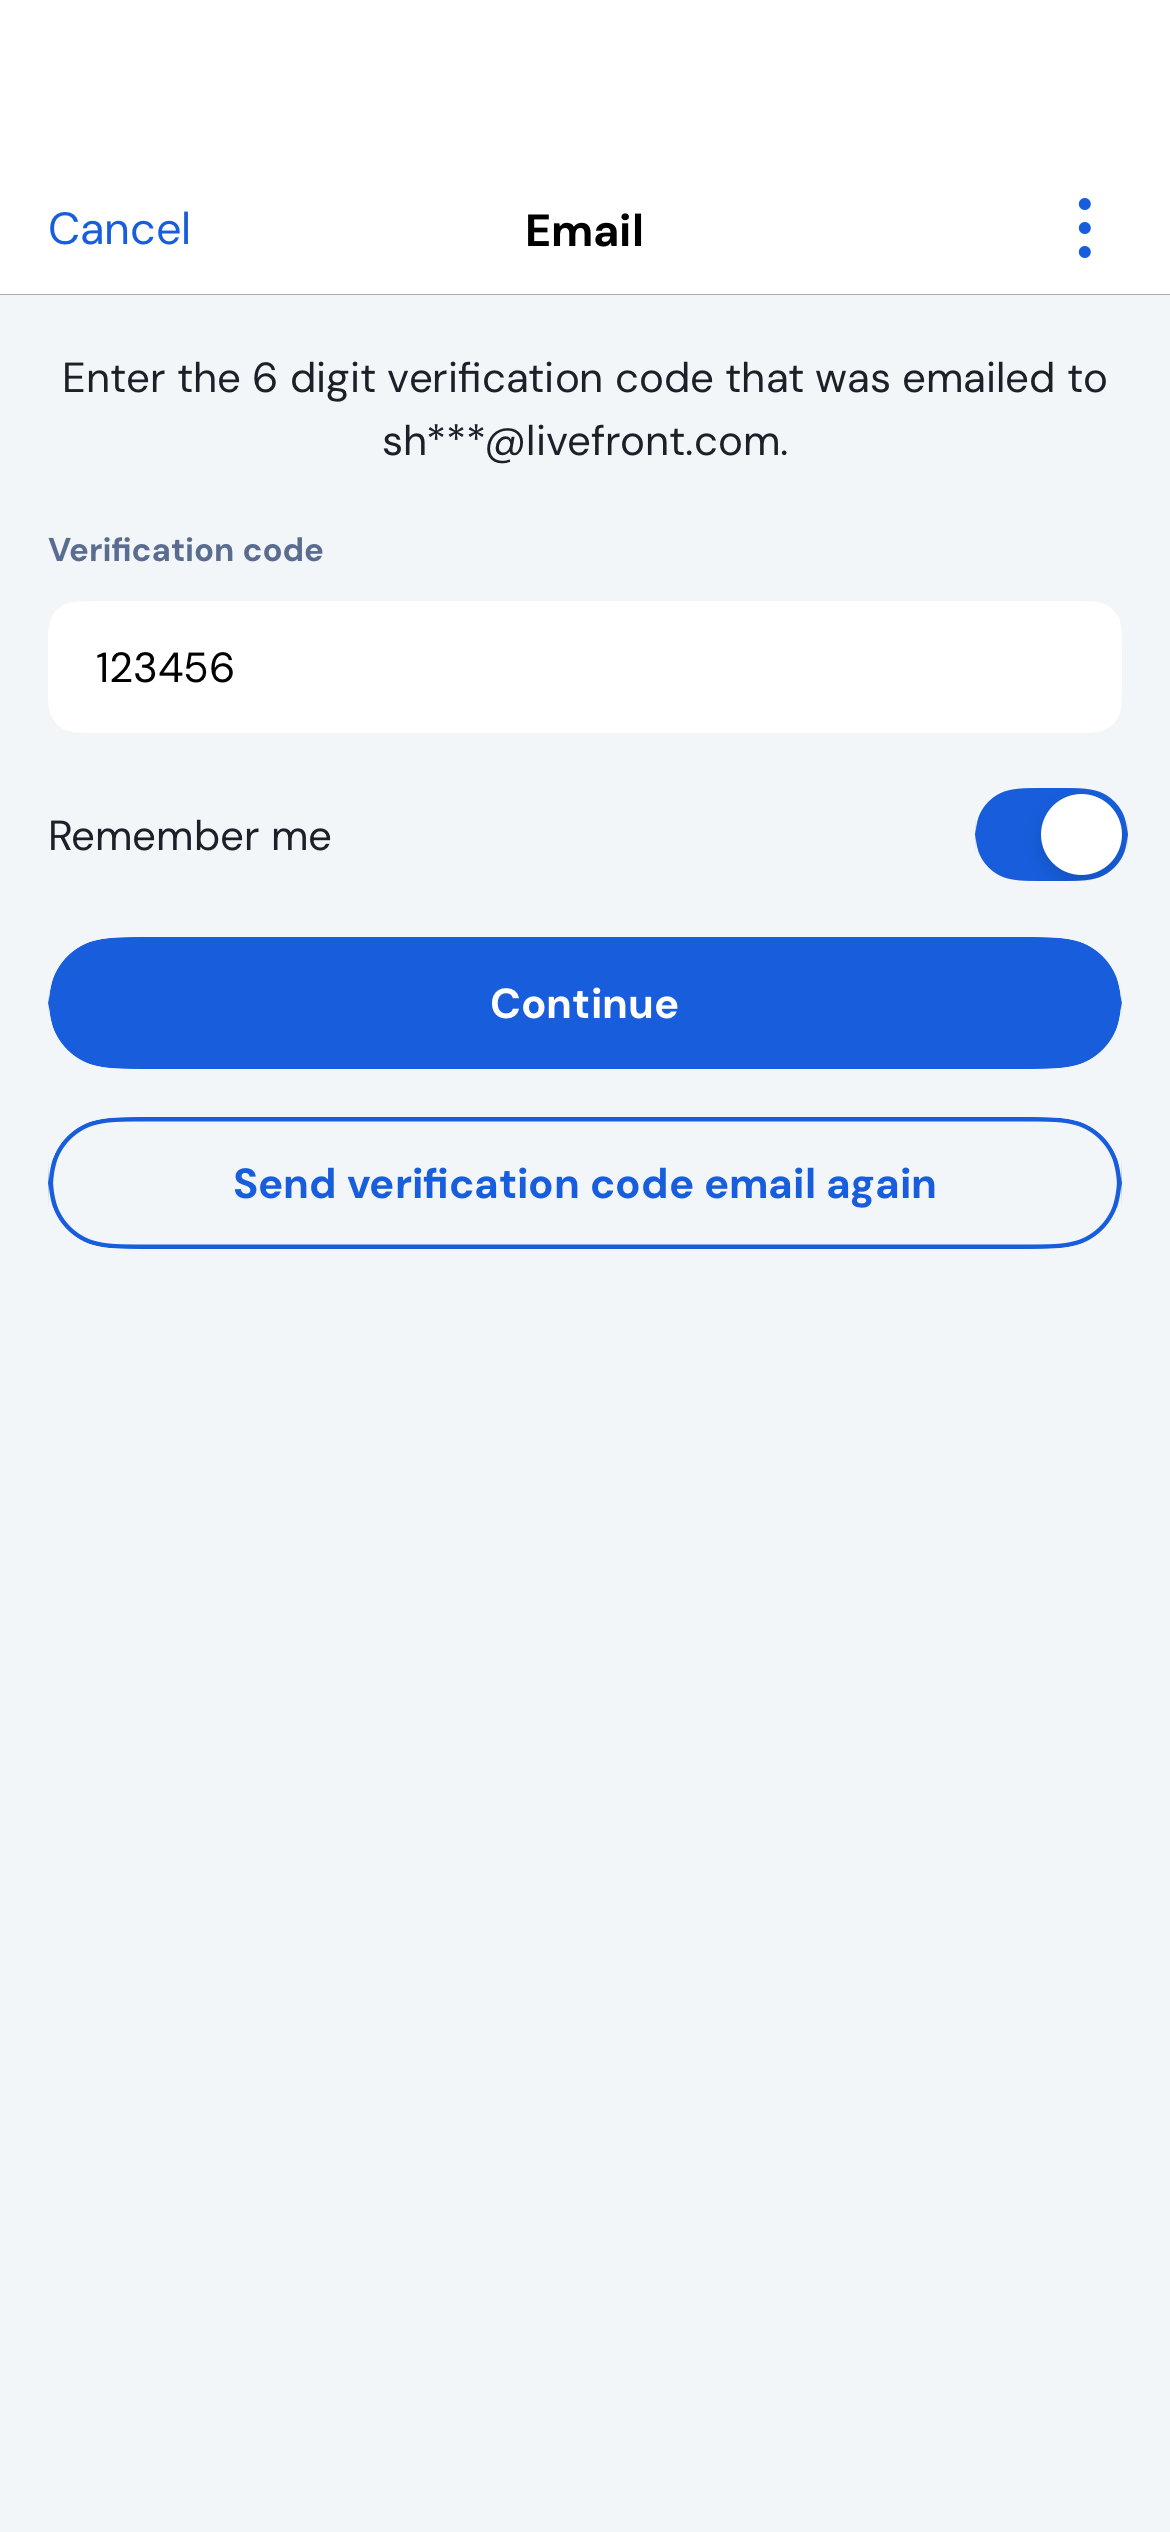 Cancel
Email
Enter the 6 digit verification code that was emailed to
sh***@livefront.com.
Verification code
123456
Remember me
Continue
Send verification code email again